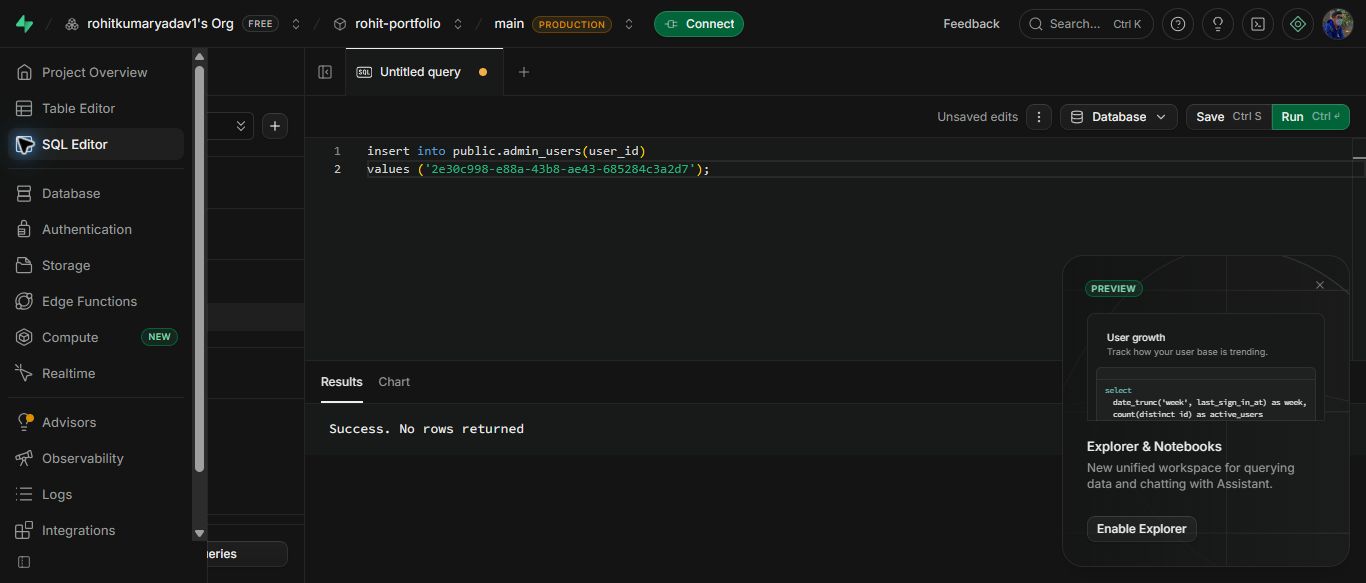 rohitkumaryadav1's Org FREE rohit-portfolio main PRODUCTION Connect Feedback Search... Ctrl K
Project Overview
Table Editor
SQL Editor
Database
Authentication
Storage
Edge Functions
Compute NEW
Realtime
Advisors
Observability
Logs
Integrations
eries
SQL Untitled query
Unsaved edits Database Save Ctrl S Run Ctrl ↵
1 insert into public.admin_users(user_id)
2 values ('2e30c998-e88a-43b8-ae43-685284c3a2d7');
Results Chart
Success. No rows returned
PREVIEW
User growth
Track how your user base is trending.
select
date_trunc('week', last_sign_in_at) as week,
count(distinct id) as active_users
Explorer & Notebooks
New unified workspace for querying
data and chatting with Assistant.
Enable Explorer